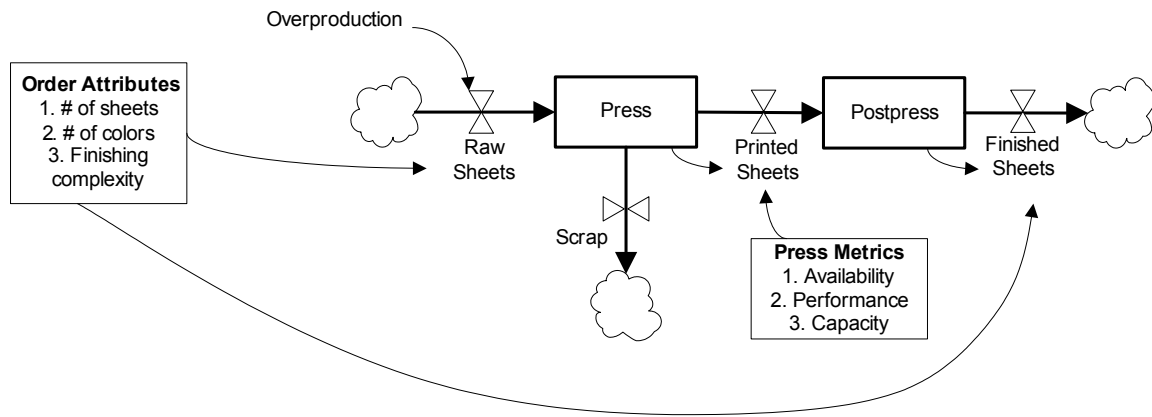 Overproduction
Order Attributes
1. # of sheets
2. # of colors
3. Finishing
complexity
Raw
Sheets
Press
Printed
Sheets
Postpress
Finished
Sheets
Scrap
Press Metrics
1. Availability
2. Performance
3. Capacity